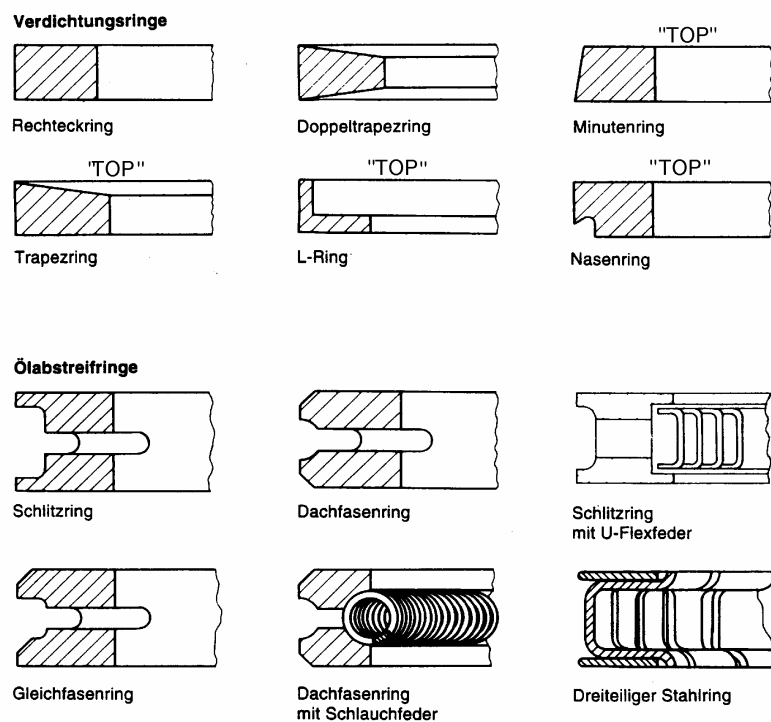 Verdichtungsringe
"TOP"
Rechteckring
Doppeltrapezring
Minutenring
"TOP"
"TOP"
"TOP"
Trapezring
L-Ring
Nasenring
Ölabstreifringe
Schlitzring
Dachfasenring
Schlitzring
mit U-Flexfeder
Gleichfasenring
Dachfasenring
mit Schlauchfeder
Dreiteiliger Stahlring